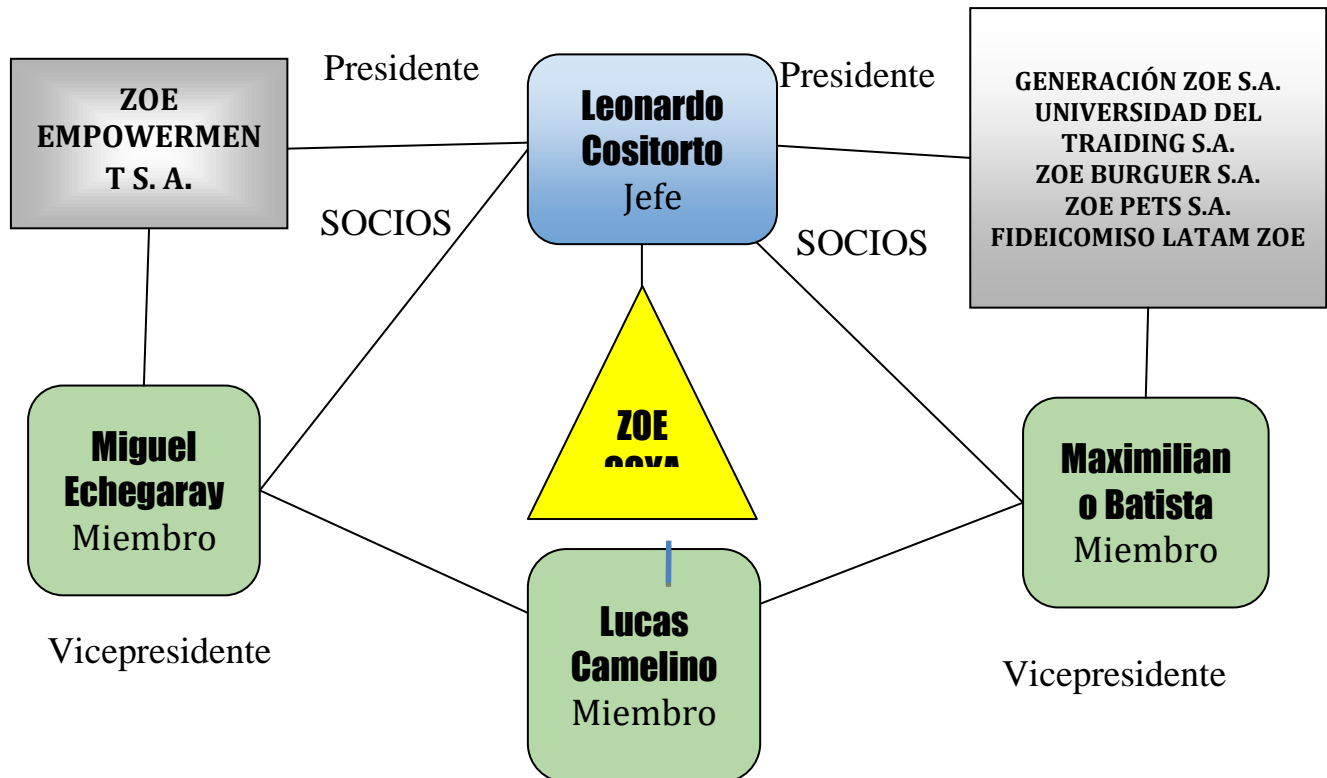 Presidente
Presidente
ZOE
EMPOWERMEN
T S. A.
Leonardo
Cositorto
Jefe
GENERACIÓN ZOE S.A.
UNIVERSIDAD DEL
TRAIDING S.A.
ZOE BURGUER S.A.
ZOE PETS S.A.
FIDEICOMISO LATAM ZOE
SOCIOS
SOCIOS
ZOE
Miguel
Echegaray
Miembro
Maximilian
o Batista
Miembro
Lucas
Camelino
Miembro
Vicepresidente
Vicepresidente